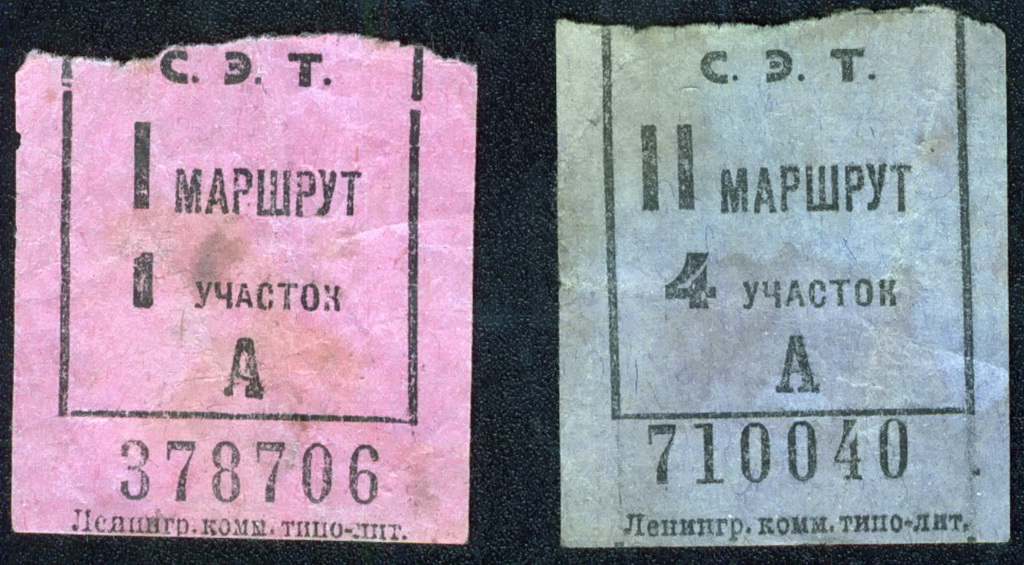 С. Э. Т.
I МАРШРУТ
1 УЧАСТОК
А
378706
Ленингр. комм. типо-лит.
С. Э. Т.
II МАРШРУТ
4 УЧАСТОК
А
710040
Ленингр. комм. типо-лит.